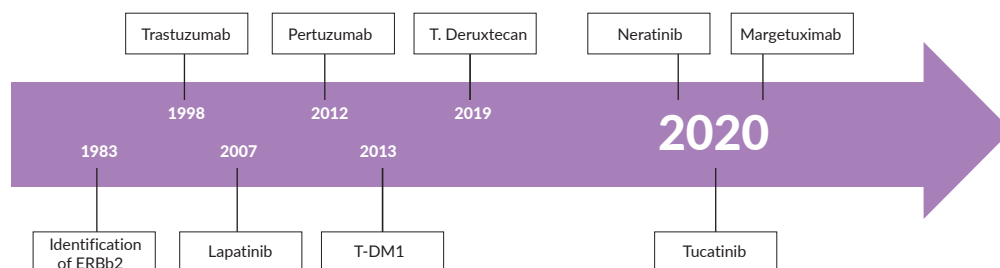 Trastuzumab
Pertuzumab
T. Deruxtecan
Neratinib
Margetuximab
1998
2012
2019
2020
1983
2007
2013
Identification
of ERBb2
Lapatinib
T-DM1
Tucatinib